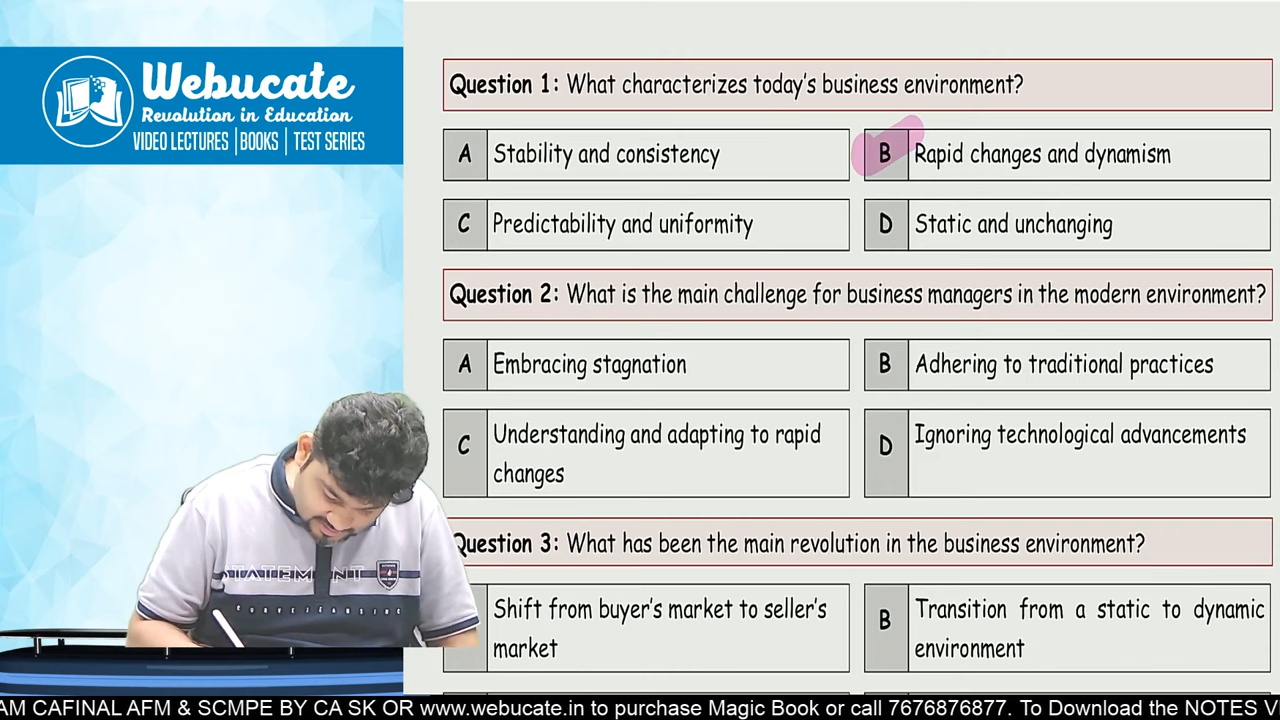 Webucate
Revolution in Education
VIDEO LECTURES | BOOKS | TEST SERIES
Question 1: What characterizes today's business environment?
A Stability and consistency
B Rapid changes and dynamism
C Predictability and uniformity
D Static and unchanging
Question 2: What is the main challenge for business managers in the modern environment?
A Embracing stagnation
B Adhering to traditional practices
C Understanding and adapting to rapid
changes
D Ignoring technological advancements
Question 3: What has been the main revolution in the business environment?
Shift from buyer's market to seller's
market
B Transition from a static to dynamic
environment
STATEMENT
AM CAFINAL AFM & SCMPE BY CA SK OR www.webucate.in to purchase Magic Book or call 7676876877. To Download the NOTES V